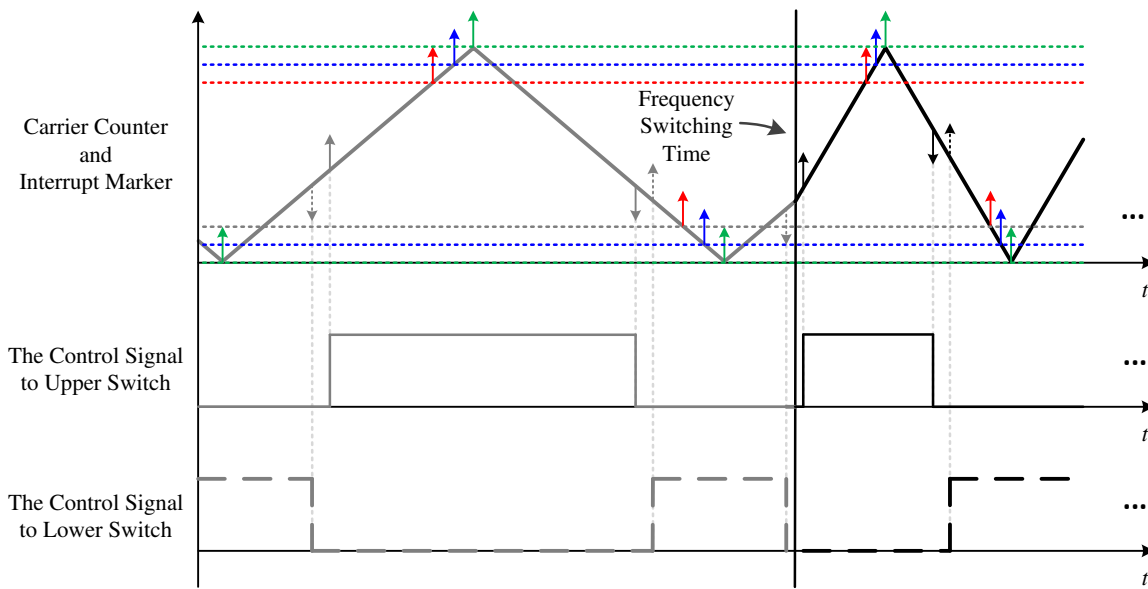 Carrier Counter
and
Interrupt Marker
Frequency
Switching
Time
...
t
The Control Signal
to Upper Switch
...
t
The Control Signal
to Lower Switch
...
t